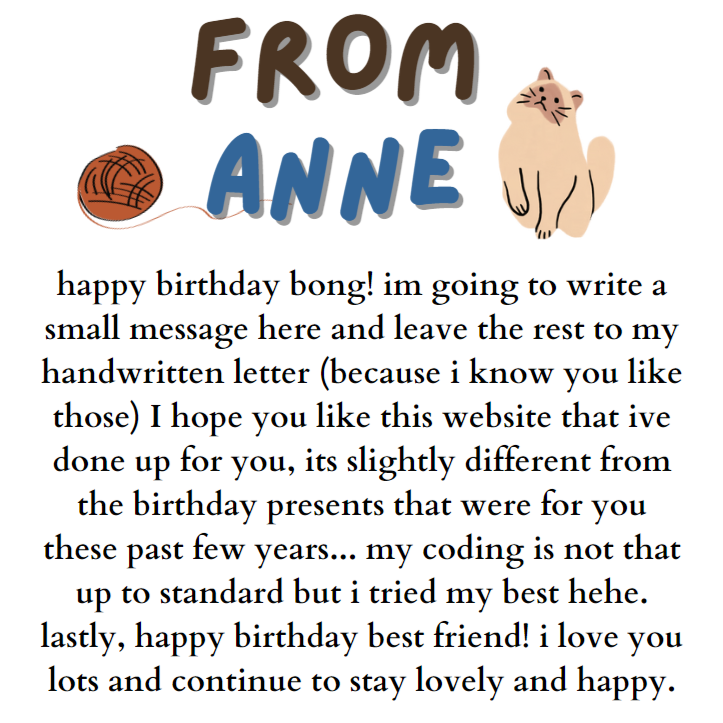 FROM
ANNE
happy birthday bong! im going to write a
small message here and leave the rest to my
handwritten letter (because i know you like
those) I hope you like this website that ive
done up for you, its slightly different from
the birthday presents that were for you
these past few years... my coding is not that
up to standard but i tried my best hehe.
lastly, happy birthday best friend! i love you
lots and continue to stay lovely and happy.